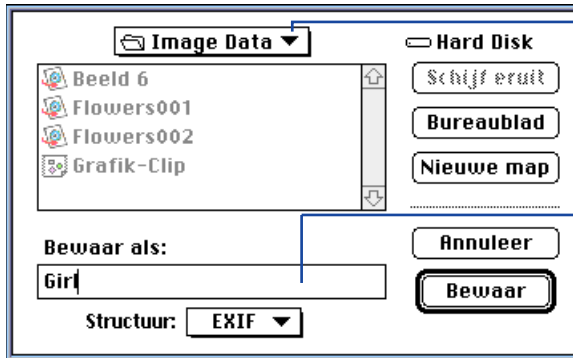 Image Data
Hard Disk
Beeld 6
Flowers001
Flowers002
Grafik-Clip
Schijf eruit
Bureaublad
Nieuwe map
Bewaar als:
Girl
Structuur: EXIF
Annuleer
Bewaar